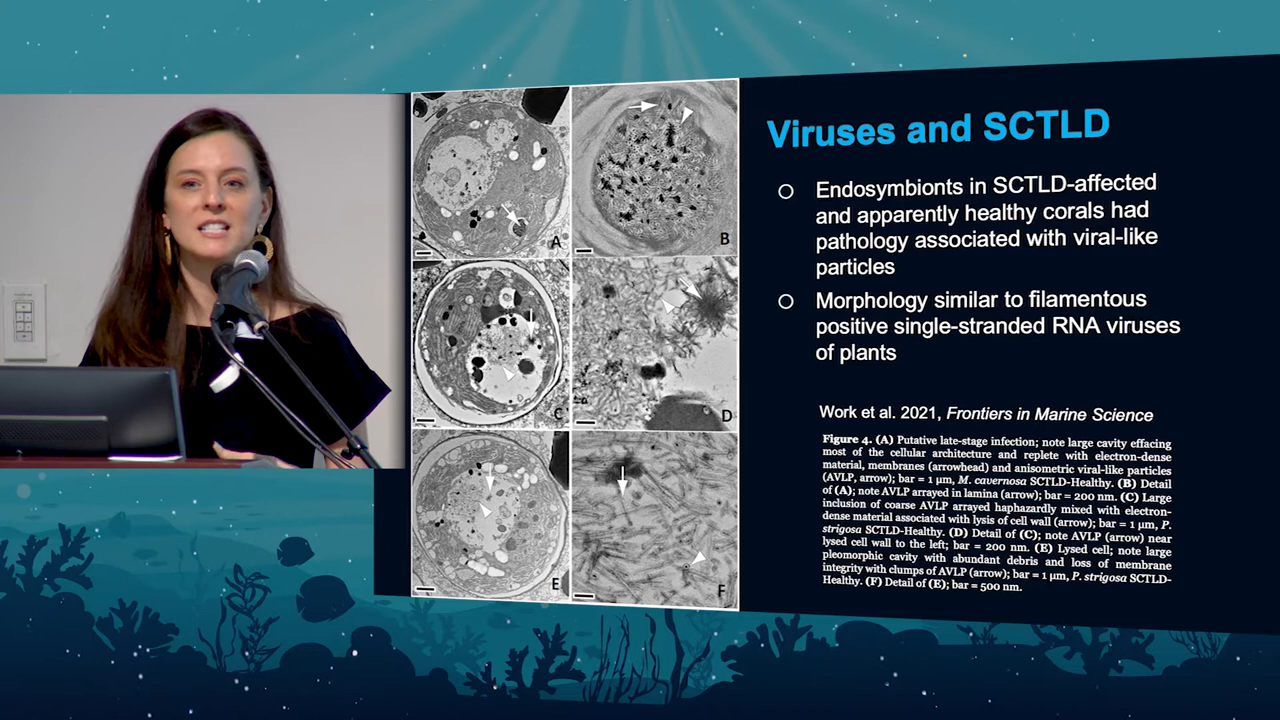 A
B
C
D
E
F
Viruses and SCTLD
Endosymbionts in SCTLD-affected
and apparently healthy corals had
pathology associated with viral-like
particles
Morphology similar to filamentous
positive single-stranded RNA viruses
of plants
Work et al. 2021, Frontiers in Marine Science
Figure 4. (A) Putative late-stage infection; note large cavity effacing
most of the cellular architecture and replete with electron-dense
material, membranes (arrowhead) and anisometric viral-like particles
(AVLP, arrow); bar = 1 μm, M. cavernosa SCTLD-Healthy. (B) Detail
of (A); note AVLP arrayed in lamina (arrow); bar = 200 nm. (C) Large
inclusion of coarse AVLP arrayed haphazardly mixed with electron-
dense material associated with lysis of cell wall (arrow); bar = 1 μm, P.
strigosa SCTLD-Healthy. (D) Detail of (C); note AVLP (arrow) near
lysed cell wall to the left; bar = 200 nm. (E) Lysed cell; note large
pleomorphic cavity with abundant debris and loss of membrane
integrity with clumps of AVLP (arrow); bar = 1 μm, P. strigosa SCTLD-
Healthy. (F) Detail of (E); bar = 500 nm.